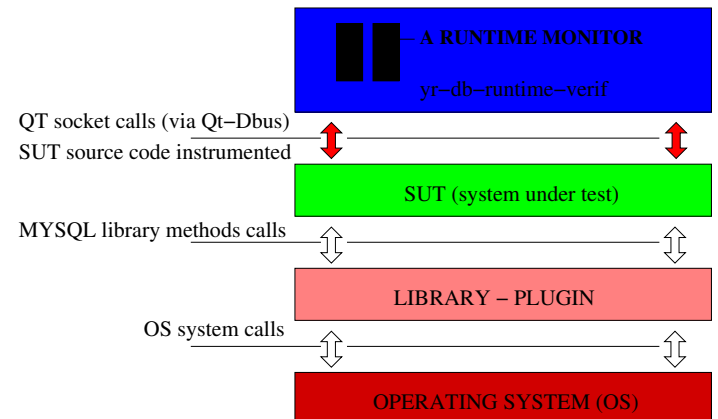 A RUNTIME MONITOR
yr−db−runtime−verif
QT socket calls (via Qt−Dbus)
SUT source code instrumented
SUT (system under test)
MYSQL library methods calls
LIBRARY − PLUGIN
OS system calls
OPERATING SYSTEM (OS)